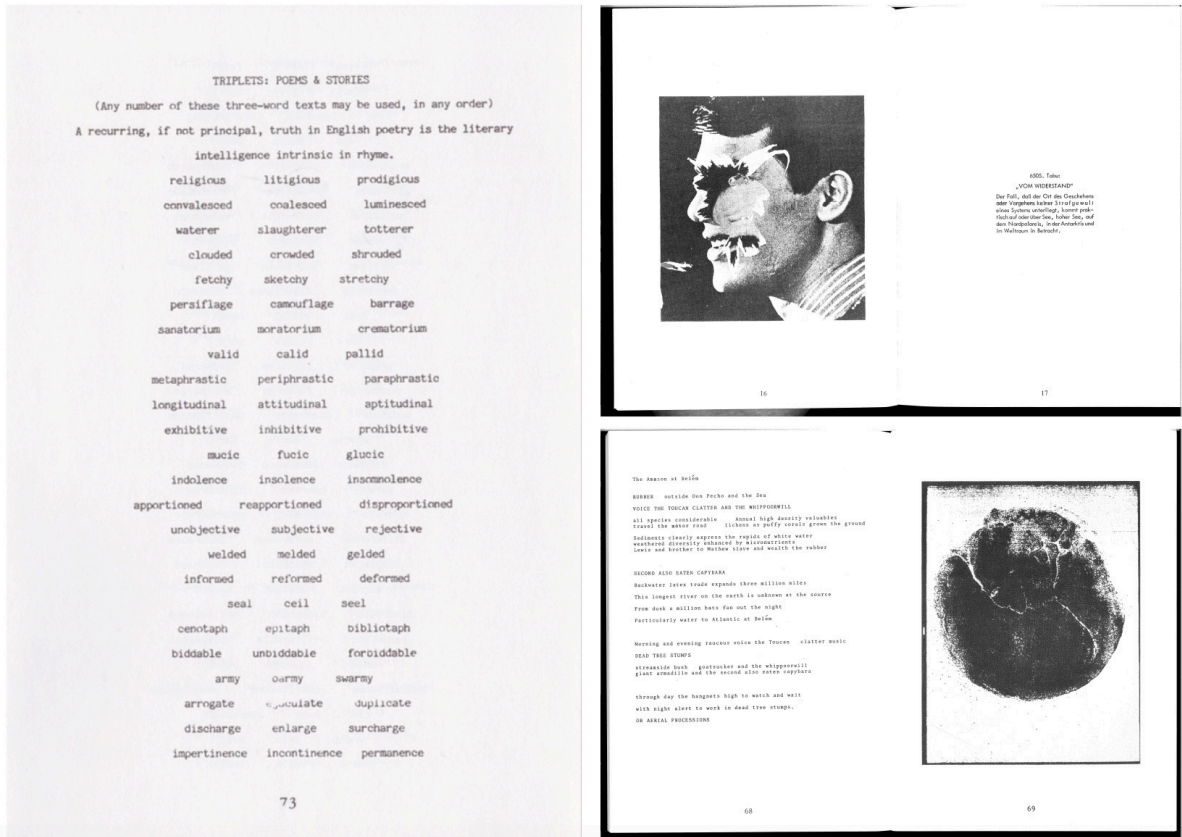 TRIPLETS: POEMS & STORIES
(Any number of these three-word texts may be used, in any order)
A recurring, if not principal, truth in English poetry is the literary
intelligence intrinsic in rhyme.
religious litigious prodigious
convalesced coalesced luminesced
waterer slaughterer totterer
clouded crowded shrouded
fetchy sketchy stretchy
persiflage camouflage barrage
sanatorium moratorium crematorium
valid calid pallid
metaphrastic periphrastic paraphrastic
longitudinal attitudinal aptitudinal
exhibitive inhibitive prohibitive
mucic fucic glucic
indolence insolence insomnolence
apportioned reapportioned disproportioned
unobjective subjective rejective
welded melded gelded
informed reformed deformed
seal ceil seel
cenotaph epitaph bibliotaph
biddable unbiddable forbiddable
army barmy swarmy
arrogate duplicate
discharge enlarge surcharge
impertinence incontinence permanence
73
16
6505. Tabu:
„VOM WIDERSTAND"
Der Fall, daß der Ort des Geschehens
oder Vorgehens keiner Strafgewalt
eines Systems unterliegt, kommt prak-
tisch auf oder über See, hoher See, auf
dem Nordpolareis, in der Antarktis und
im Weltraum in Betracht.
17
The Amazon at Belém
RUBBER outside Don Pecho and the Sea
VOICE THE TOUCAN CLATTER AND THE WHIPPOORWILL
all species considerable Annual high density valuables
travel the motor road lichens as puffy corals grown the ground
Sediments clearly express the rapids of white water
weathered diversity enhanced by micronutrients
Lewis and brother to Mathew slave and wealth the rubber
SECOND ALSO EATEN CAPYBARA
Backwater latex trade expands three million miles
This longest river on the earth is unknown at the source
From dusk a million bats fan out the night
Particularly water to Atlantic at Belém
Morning and evening raucous voice the Toucan clatter music
DEAD TREE STUMPS
streamside bush goatsucker and the whippoorwill
giant armadillo and the second also eaten capybara
through day the hangnets high to watch and wait
with night alert to work in dead tree stumps.
OR AERIAL PROCESSIONS
68
69